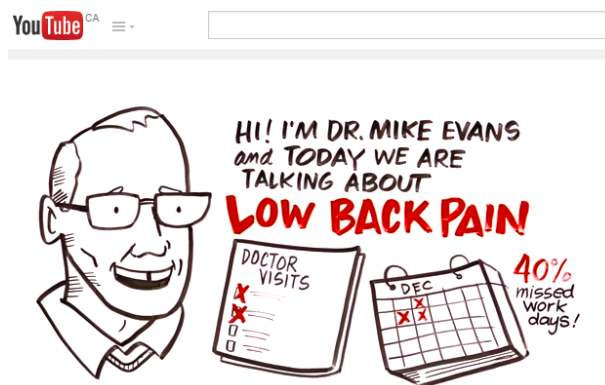 YouTube CA
HI! I'M DR. MIKE EVANS
and TODAY WE ARE
TALKING ABOUT
LOW BACK PAIN
DOCTOR
VISITS
DEC
40%
missed
work
days!